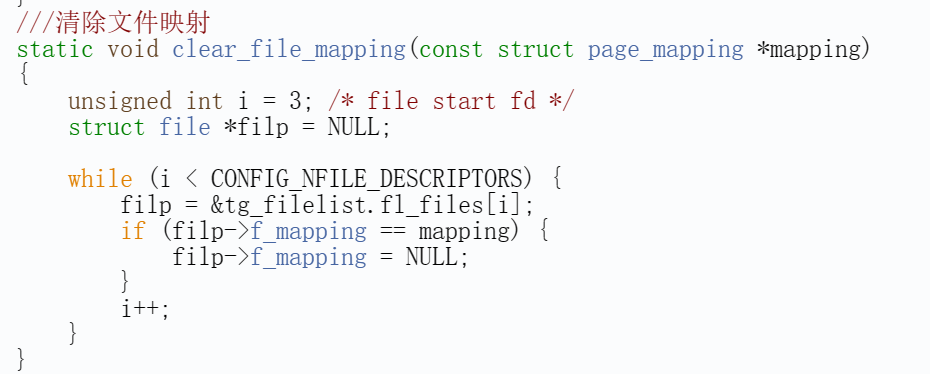 }
///清除文件映射
static void clear_file_mapping(const struct page_mapping *mapping)
{
    unsigned int i = 3; /* file start fd */
    struct file *filp = NULL;

    while (i < CONFIG_NFILE_DESCRIPTORS) {
        filp = &tg_filelist.fl_files[i];
        if (filp->f_mapping == mapping) {
            filp->f_mapping = NULL;
        }
        i++;
    }
}